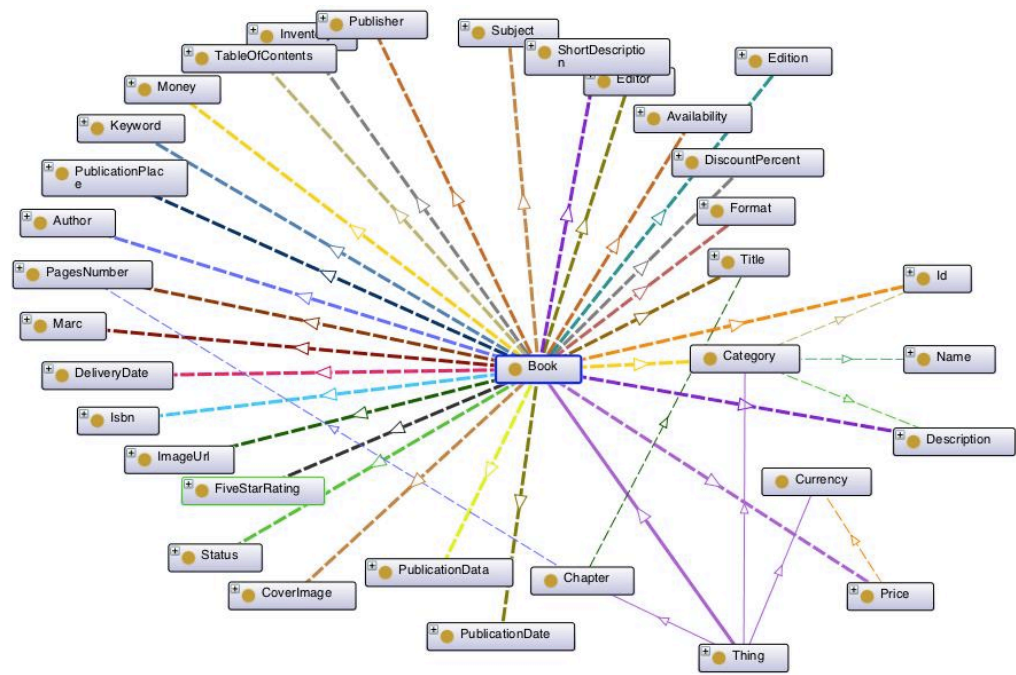 Publisher
Subject
TableOfContents
ShortDescriptio
n
Editor
Edition
Money
Availability
Keyword
DiscountPercent
PublicationPlac
e
Format
Author
Title
PagesNumber
Id
Marc
Category
Name
Book
DeliveryDate
Isbn
Description
ImageUrl
Currency
FiveStarRating
Status
PublicationData
Chapter
CoverImage
Price
PublicationDate
Thing